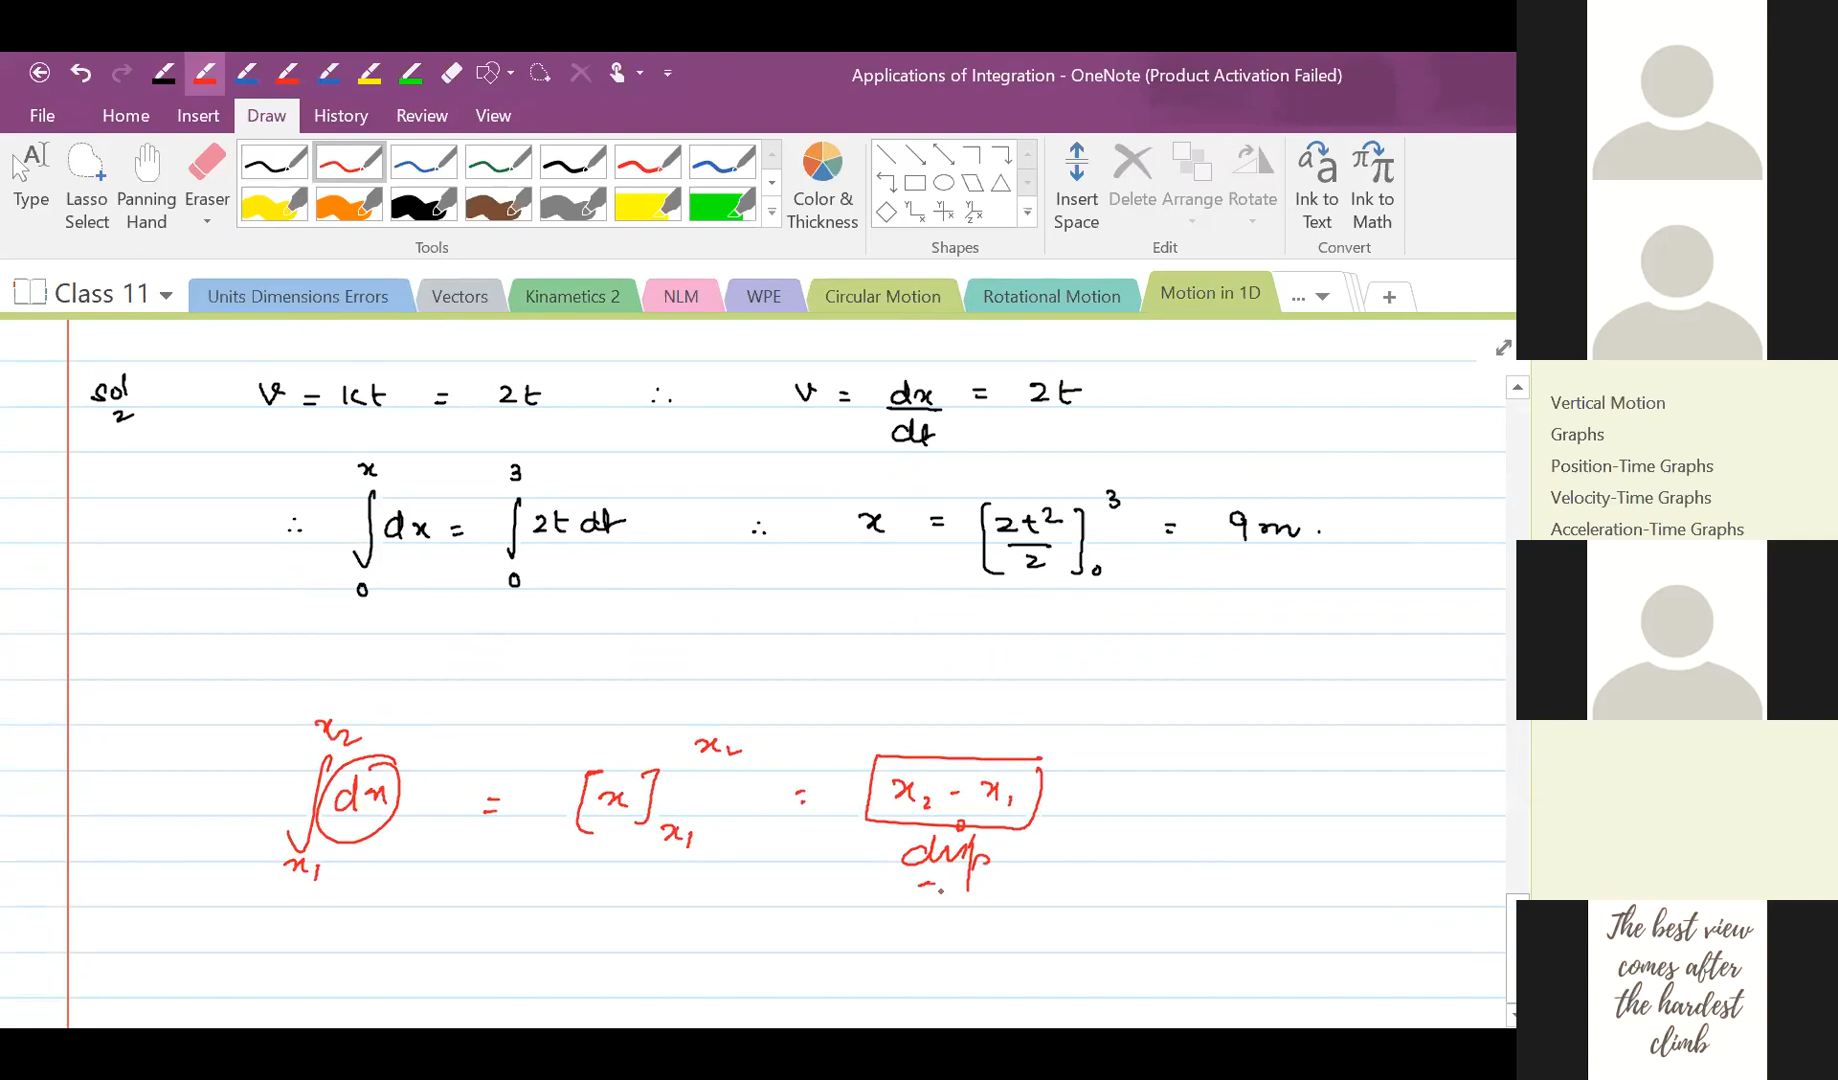 Applications of Integration - OneNote (Product Activation Failed)
File Home Insert Draw History Review View
Type Lasso Select Panning Hand Eraser Color & Thickness Insert Space Delete Arrange Rotate Ink to Text Ink to Math
Tools Shapes Edit Convert
Class 11 Units Dimensions Errors Vectors Kinametics 2 NLM WPE Circular Motion Rotational Motion Motion in 1D ...
sol 2 v = kt = 2t ∴ v = dx/dt = 2t
∴ ∫₀ˣ dx = ∫₀³ 2t dt ∴ x = [2t²/2]₀³ = 9m.
∫ₓ₁ˣ² dx = [x]ₓ₁ˣ² = x₂ - x₁
disp
Vertical Motion
Graphs
Position-Time Graphs
Velocity-Time Graphs
Acceleration-Time Graphs
The best view
comes after
the hardest
climb